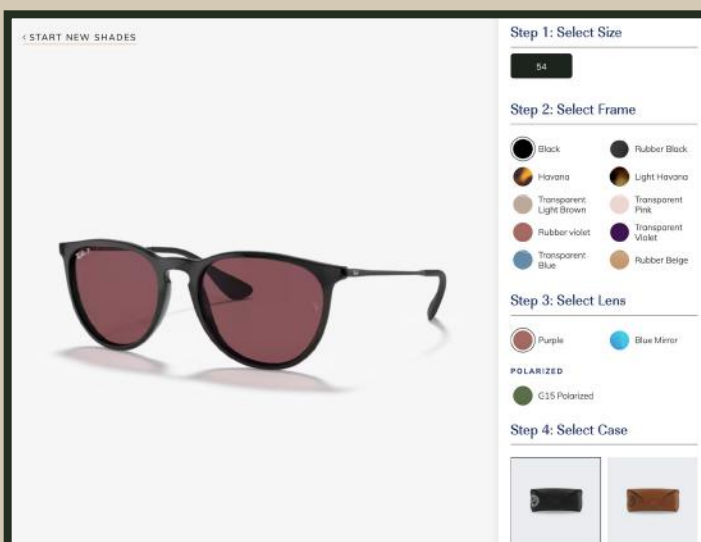 ‹ START NEW SHADES
Step 1: Select Size
54
Step 2: Select Frame
Black
Rubber Black
Havana
Light Havana
Transparent
Light Brown
Transparent
Pink
Rubber violet
Transparent
Violet
Transparent
Blue
Rubber Beige
Step 3: Select Lens
Purple
Blue Mirror
POLARIZED
G15 Polarized
Step 4: Select Case